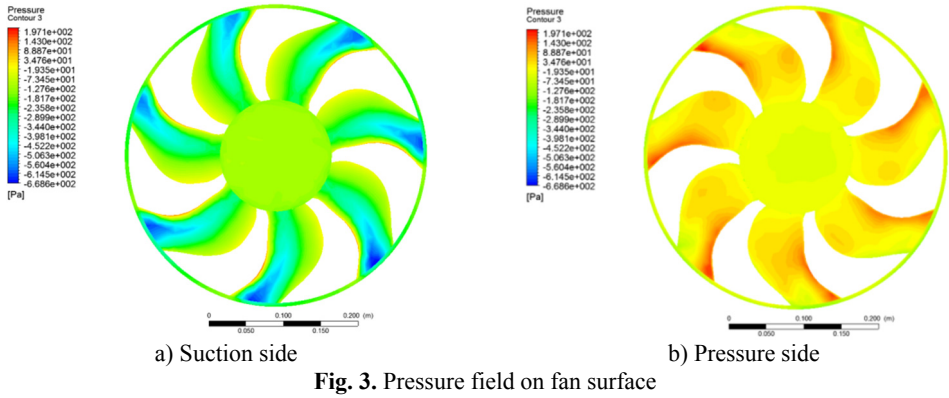 Pressure
Contour 3
1.971e+002
1.430e+002
8.887e+001
3.476e+001
-1.935e+001
-7.345e+001
-1.276e+002
-1.817e+002
-2.358e+002
-2.899e+002
-3.440e+002
-3.981e+002
-4.522e+002
-5.063e+002
-5.604e+002
-6.145e+002
-6.686e+002
[Pa]
0 0.100 0.200 (m)
0.050 0.150
a) Suction side
Pressure
Contour 3
1.971e+002
1.430e+002
8.887e+001
3.476e+001
-1.935e+001
-7.345e+001
-1.276e+002
-1.817e+002
-2.358e+002
-2.899e+002
-3.440e+002
-3.981e+002
-4.522e+002
-5.063e+002
-5.604e+002
-6.145e+002
-6.686e+002
[Pa]
0 0.100 0.200 (m)
0.050 0.150
b) Pressure side
Fig. 3. Pressure field on fan surface